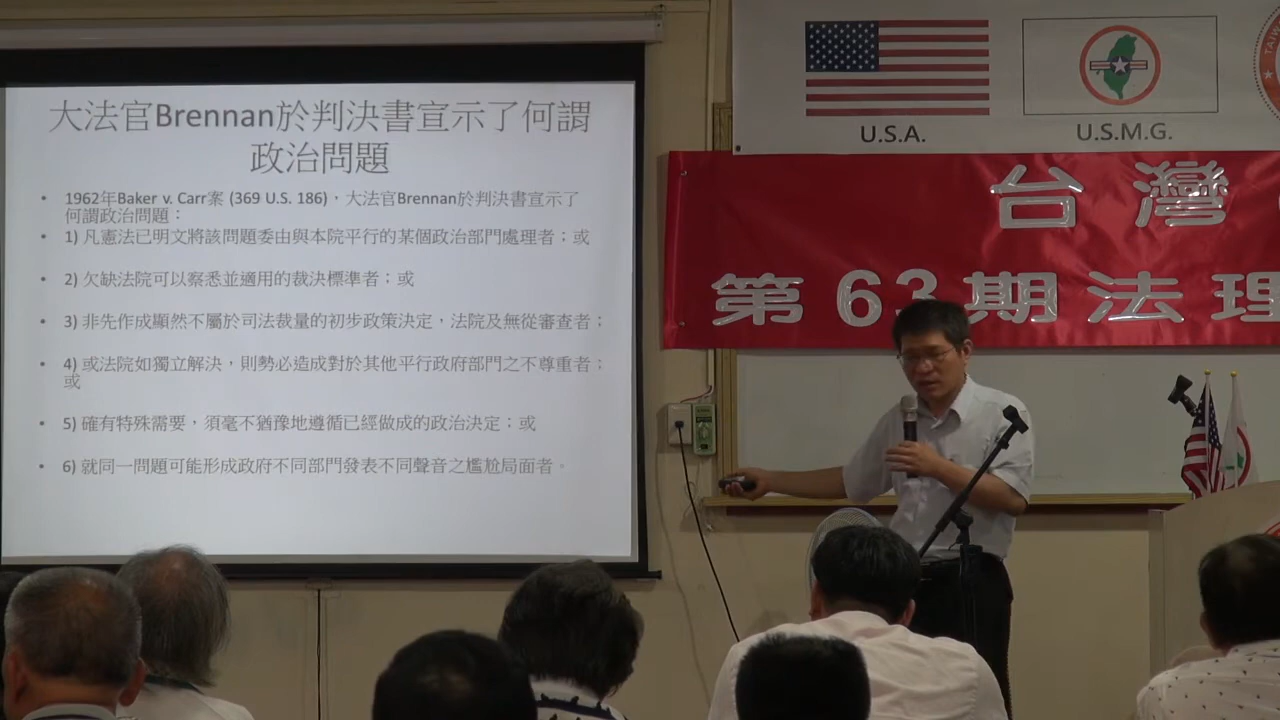 大法官Brennan於判決書宣示了何謂
政治問題
• 1962年Baker v. Carr案 (369 U.S. 186)，大法官Brennan於判決書宣示了
何謂政治問題：
• 1) 凡憲法已明文將該問題委由與本院平行的某個政治部門處理者；或
• 2) 欠缺法院可以察悉並適用的裁決標準者；或
• 3) 非先作成顯然不屬於司法裁量的初步政策決定，法院及無從審查者；
• 4) 或法院如獨立解決，則勢必造成對於其他平行政府部門之不尊重者；
或
• 5) 確有特殊需要，須毫不猶豫地遵循已經做成的政治決定：或
• 6) 就同一問題可能形成政府不同部門發表不同聲音之尷尬局面者。
U.S.A.
U.S.M.G.
台灣
第63期法理